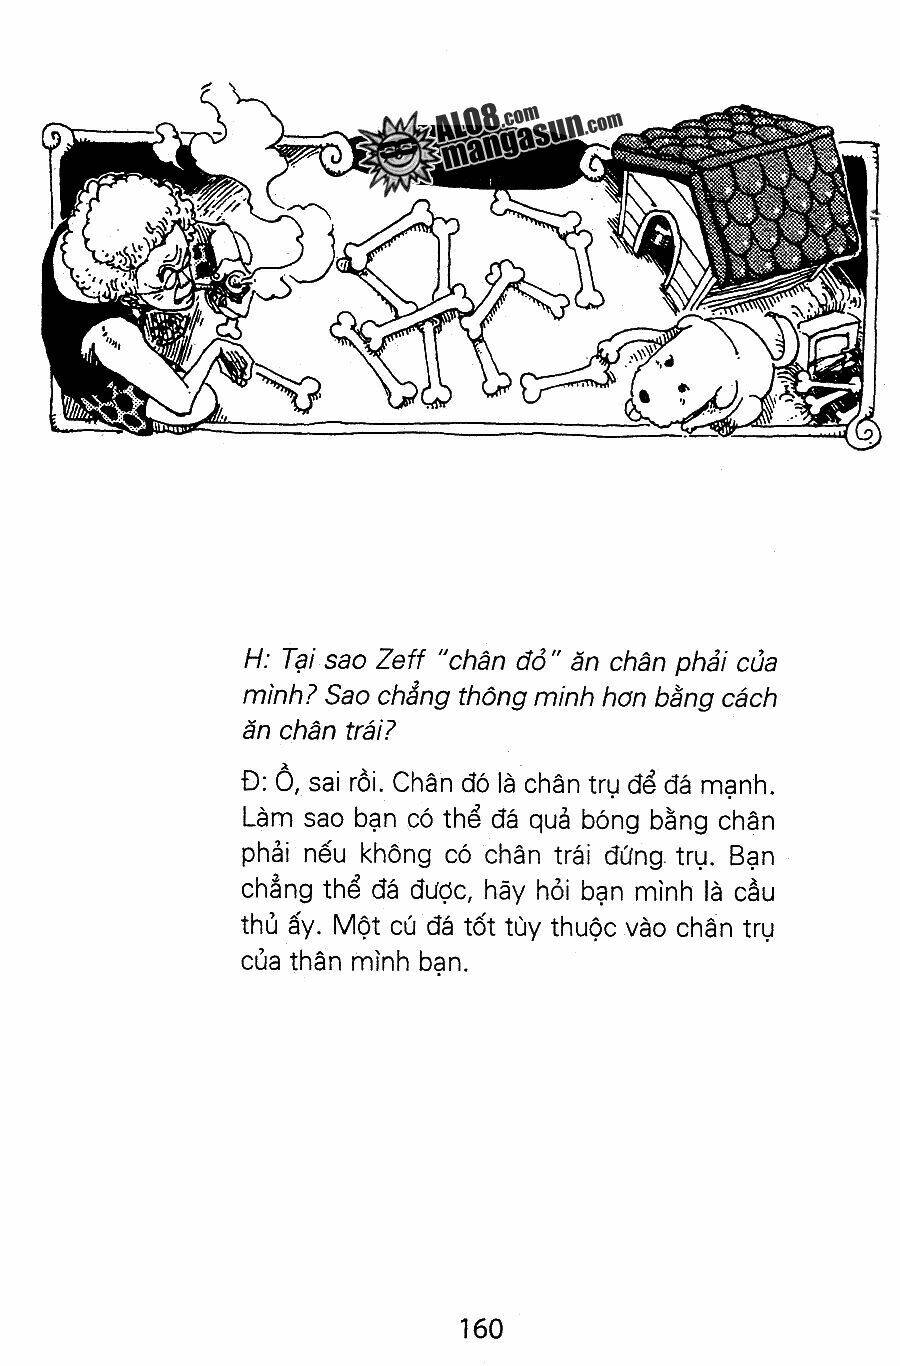 AL08.com
mangasun.com
H: Tại sao Zeff "chân đỏ" ăn chân phải của
mình? Sao chẳng thông minh hơn bằng cách
ăn chân trái?
Đ: Ồ, sai rồi. Chân đó là chân trụ để đá mạnh.
Làm sao bạn có thể đá quả bóng bằng chân
phải nếu không có chân trái đứng trụ. Bạn
chẳng thể đá được, hãy hỏi bạn mình là cầu
thủ ấy. Một cú đá tốt tùy thuộc vào chân trụ
của thân mình bạn.
160